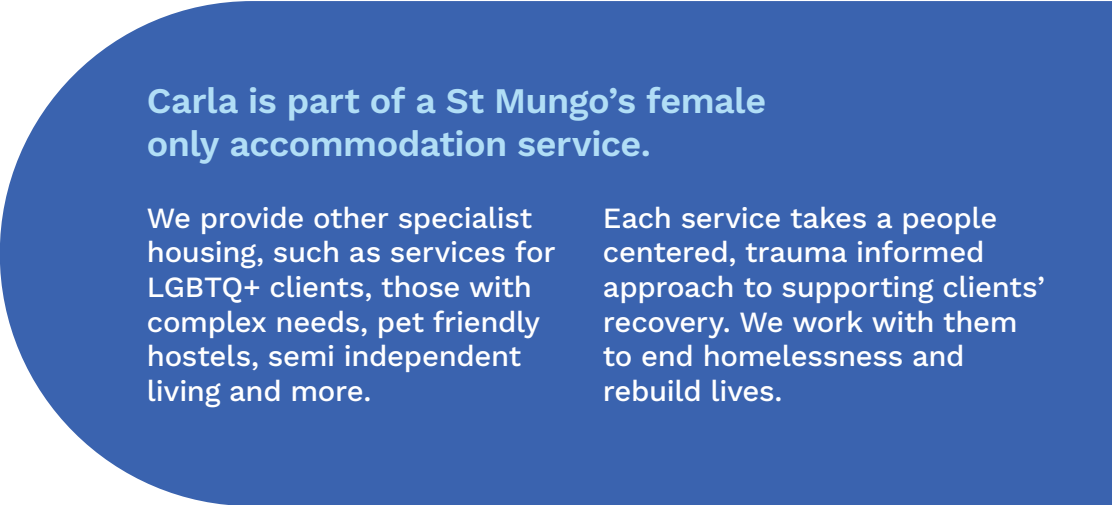 Carla is part of a St Mungo’s female
only accommodation service.
We provide other specialist
housing, such as services for
LGBTQ+ clients, those with
complex needs, pet friendly
hostels, semi independent
living and more.
Each service takes a people
centered, trauma informed
approach to supporting clients’
recovery. We work with them
to end homelessness and
rebuild lives.